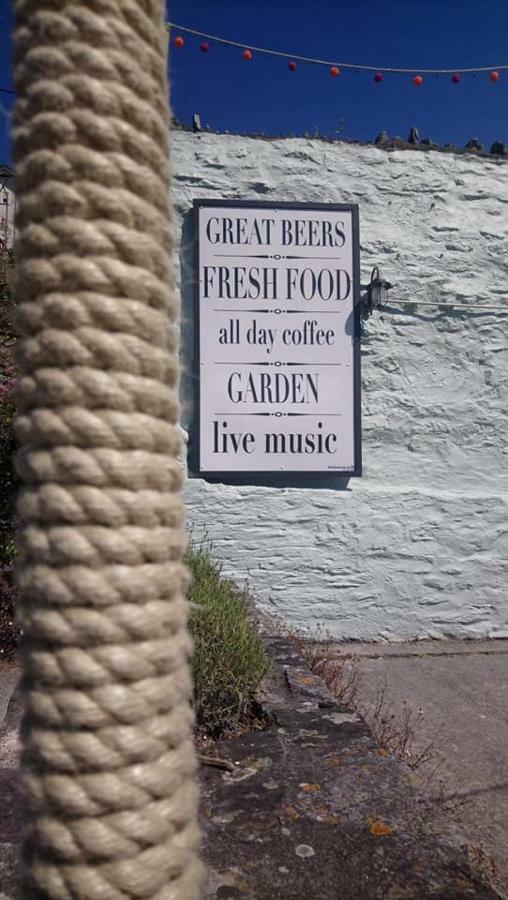 GREAT BEERS
FRESH FOOD
all day coffee
GARDEN
live music